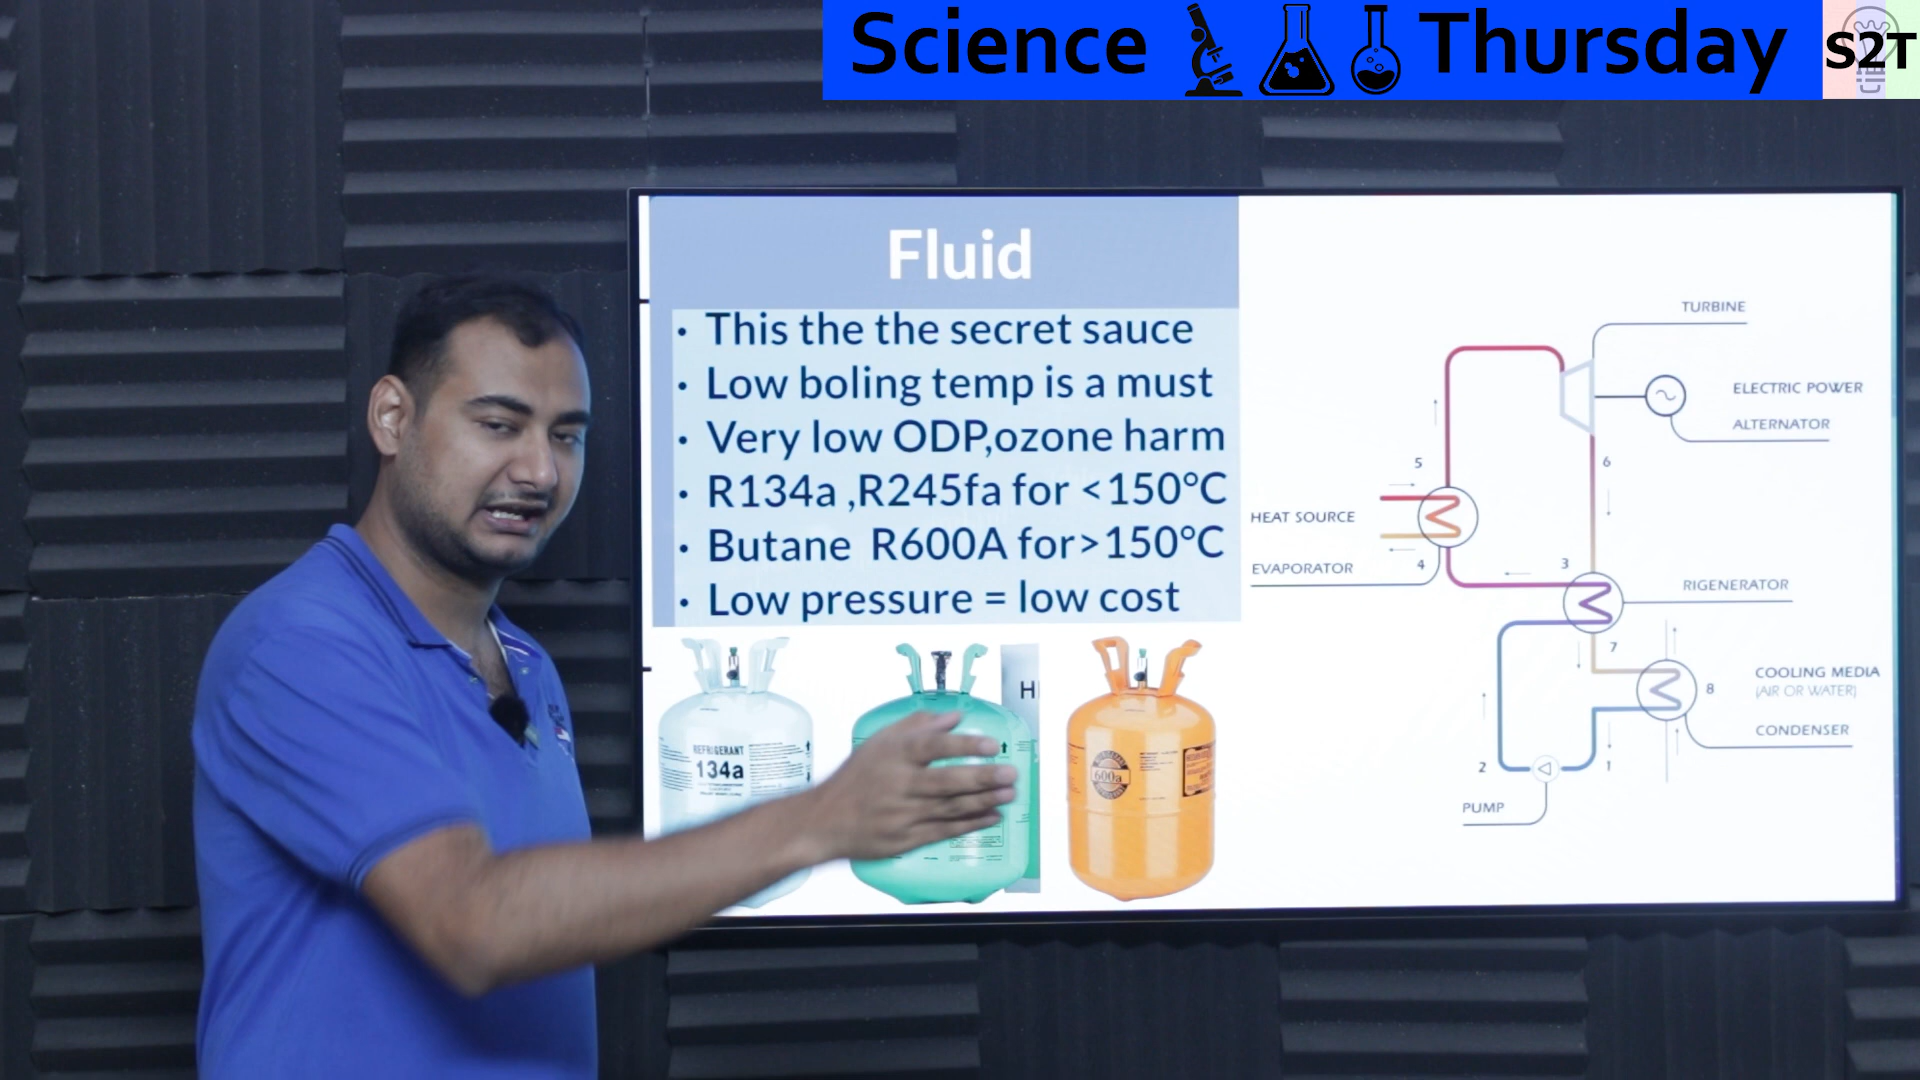 Science Thursday
S2T
Fluid
• This the the secret sauce
• Low boling temp is a must
• Very low ODP,ozone harm
• R134a ,R245fa for <150°C
• Butane R600A for>150°C
• Low pressure = low cost
REFRIGERANT
134a
H
600a
TURBINE
ELECTRIC POWER
ALTERNATOR
5
6
HEAT SOURCE
EVAPORATOR
4
3
RIGENERATOR
7
COOLING MEDIA
(AIR OR WATER)
8
CONDENSER
2
1
PUMP